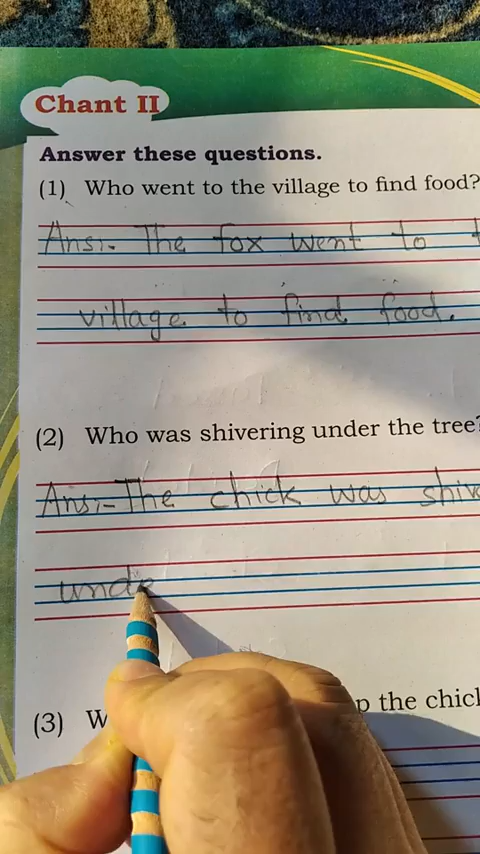 Chant II
Answer these questions.
(1) Who went to the village to find food?
Ans:- The fox went to
village to find food.
(2) Who was shivering under the tree?
Ans:- The chick was shiv
unde
(3) W p the chick